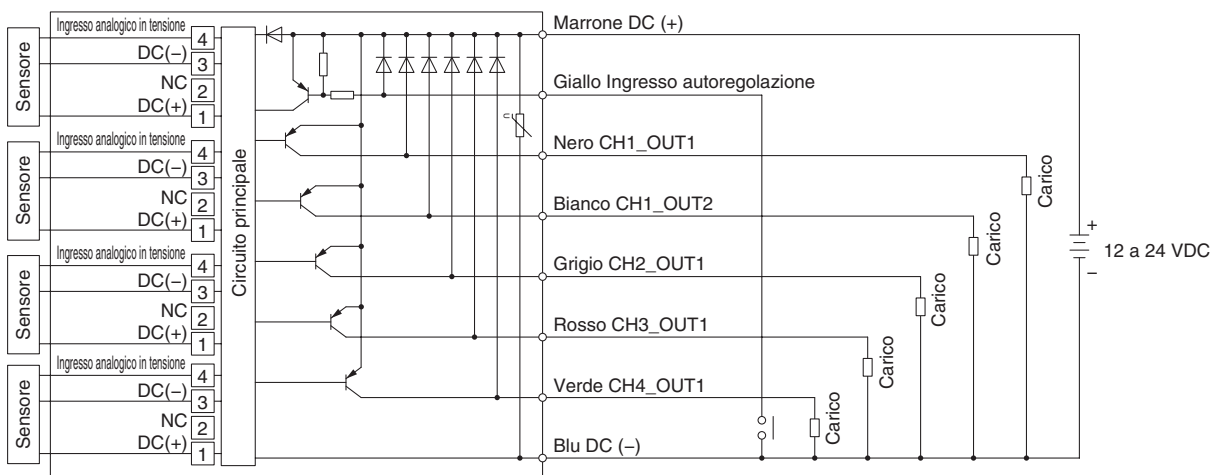 Sensore
Ingresso analogico in tensione
4
DC(−)
3
NC
2
DC(+)
1
Sensore
Ingresso analogico in tensione
4
DC(−)
3
NC
2
DC(+)
1
Sensore
Ingresso analogico in tensione
4
DC(−)
3
NC
2
DC(+)
1
Sensore
Ingresso analogico in tensione
4
DC(−)
3
NC
2
DC(+)
1
Circuito principale
Marrone DC (+)
Giallo Ingresso autoregolazione
Nero CH1_OUT1
Bianco CH1_OUT2
Grigio CH2_OUT1
Rosso CH3_OUT1
Verde CH4_OUT1
Blu DC (−)
Carico
Carico
Carico
Carico
Carico
+
12 a 24 VDC
−